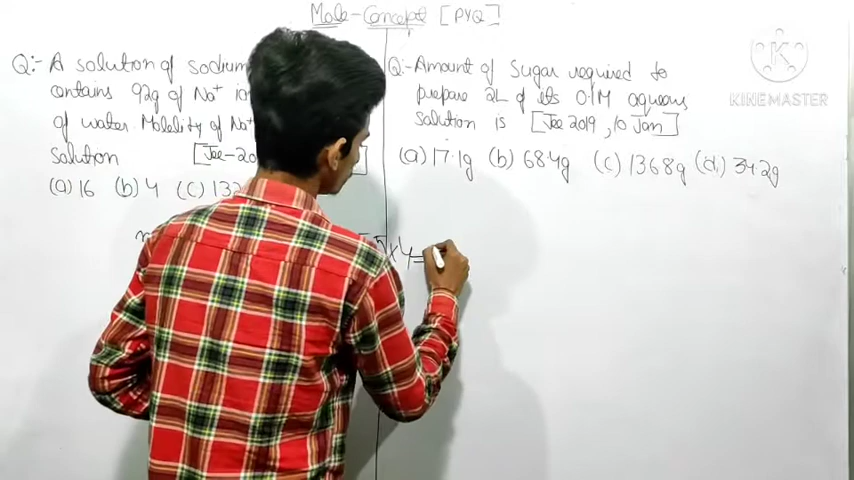 Mole-Concept [PYQ]
Q:- A solution of sodium
contains 92g of Na⁺
of water. Molality of Na⁺
solution [Jee-20
(a) 16 (b) 4 (c) 132
Q:- Amount of Sugar required to
prepare 2L of its 0.1M aqueous
solution is [Jee 2019, 10 Jan]
(a) 17.1g (b) 68.4g (c) 136.8g (d) 34.2g
x 4 =
K
KINEMASTER